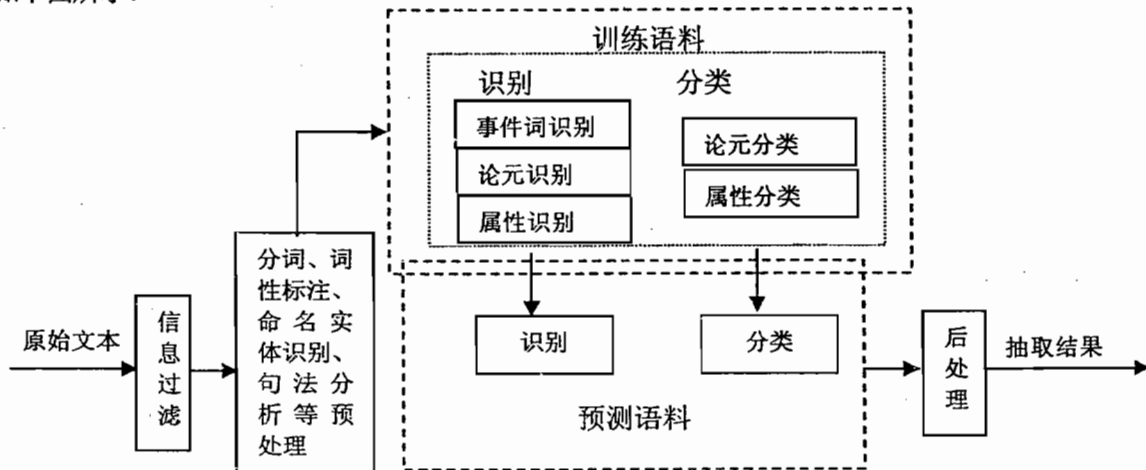 训练语料
识别
分类
事件词识别
论元识别
属性识别
论元分类
属性分类
原始文本
信
息
过
滤
分词、词
性标注、
命名实
体识别、
句法分
析等预
处理
识别
分类
预测语料
后
处
理
抽取结果